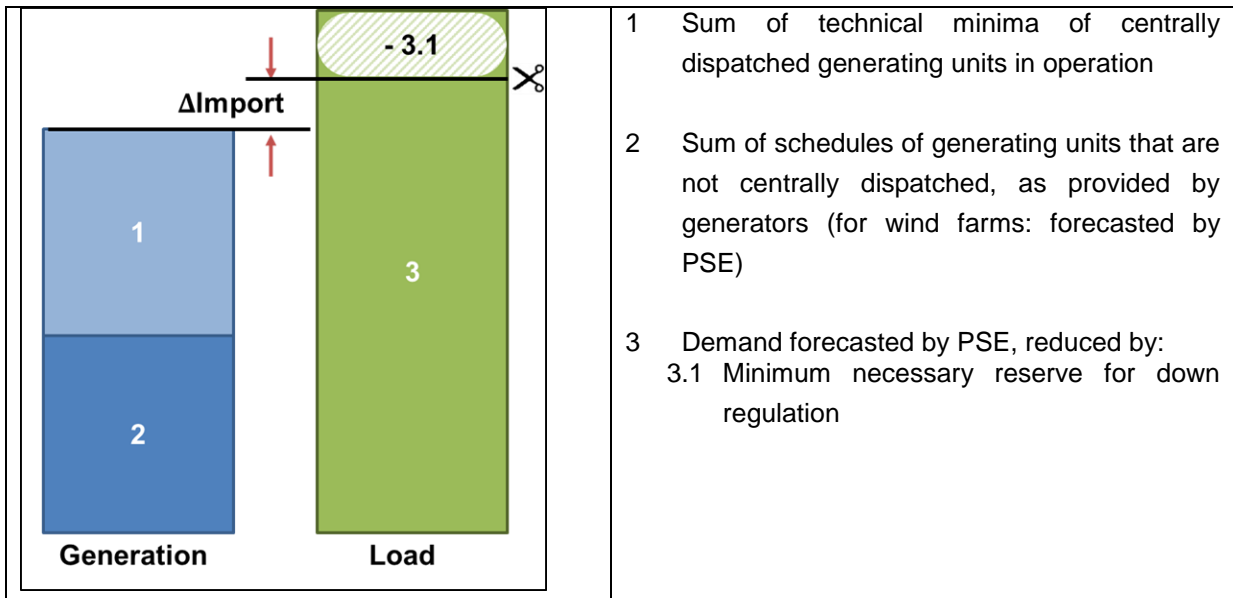 - 3.1
ΔImport
1
3
2
Generation
Load
1 Sum of technical minima of centrally
dispatched generating units in operation
2 Sum of schedules of generating units that are
not centrally dispatched, as provided by
generators (for wind farms: forecasted by
PSE)
3 Demand forecasted by PSE, reduced by:
3.1 Minimum necessary reserve for down
regulation